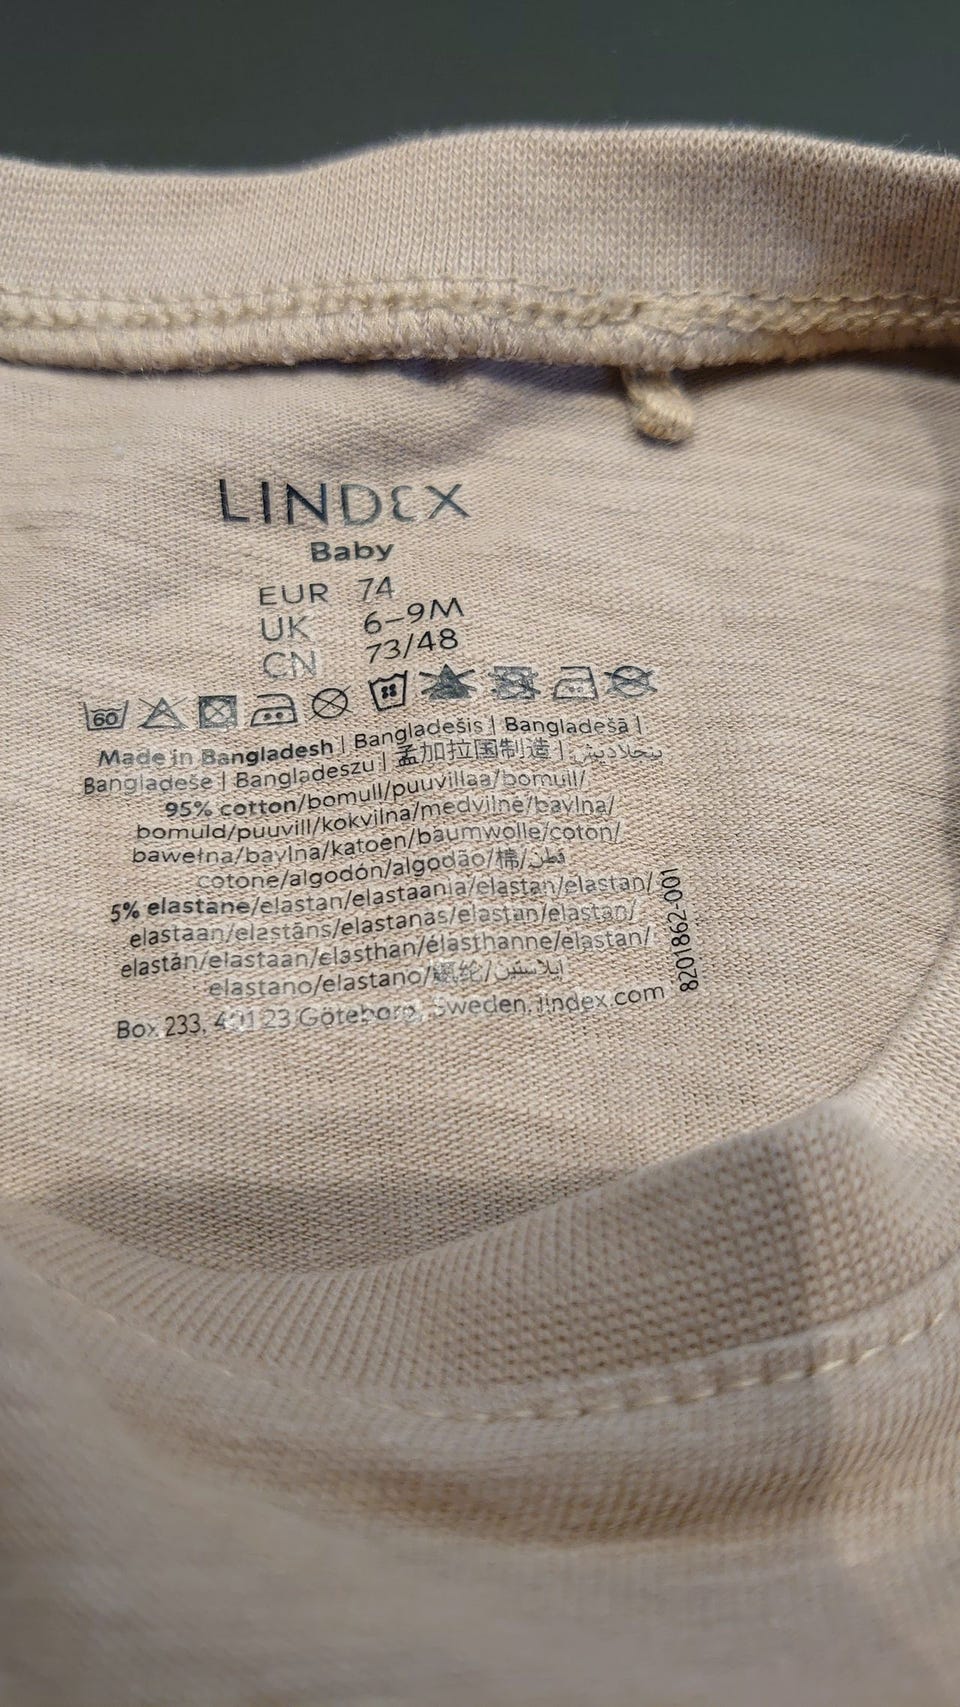 LINDEX
Baby
EUR 74
UK 6-9M
CN 73/48
60
Made in Bangladesh | Bangladešis | Bangladešā |
Bangladeše | Bangladeszu | 孟加拉国制造 | بنجلاديش
95% cotton/bomull/puuvillaa/bomull/
bomuld/puuvill/kokvilna/medvilnė/bavlna/
bawełna/bavlna/katoen/baumwolle/coton/
cotone/algodón/algodão/棉/قطن
5% elastane/elastan/elastaania/elastan/elastan/
elastaan/elastāns/elastanas/elastan/elastan/
elastán/elastaan/elasthan/élasthanne/elastan/
elastano/elastano/氨纶/إيلاستين
Box 233, 401 23 Göteborg, Sweden, lindex.com
8201862-001